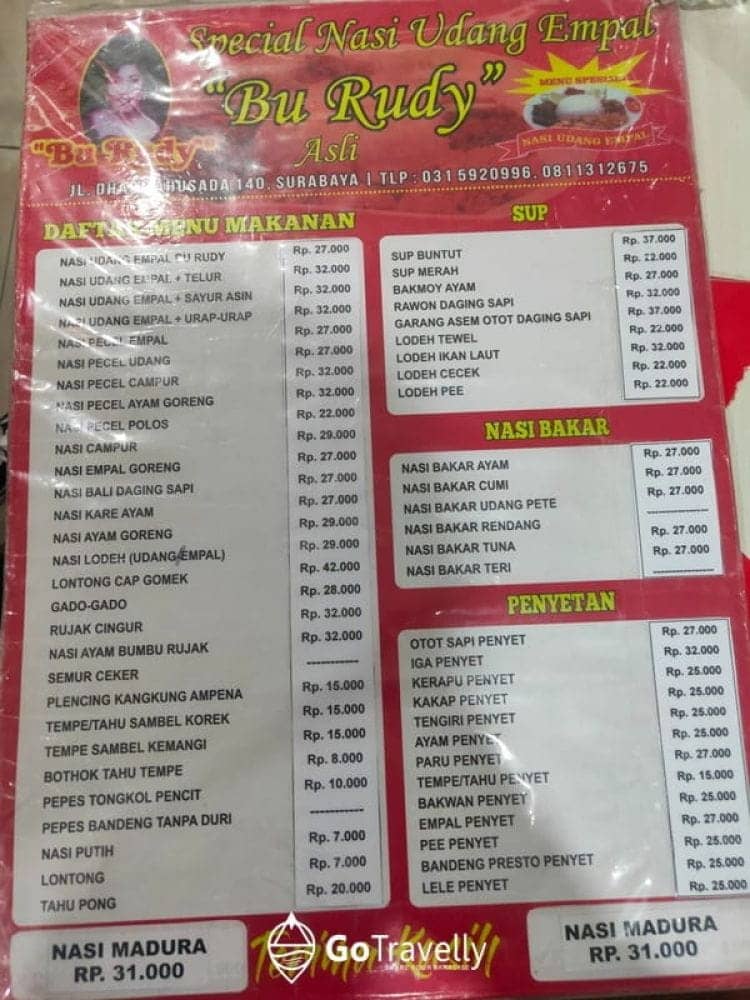 Special Nasi Udang Empal
"Bu Rudy"
Asli
"Bu Rudy"
MENU SPESIAL
NASI UDANG EMPAL
SURABAYA | TLP : 031 5920996. 0811312675
DAFTAR MENU MAKANAN
NASI UDANG EMPAL BU RUDY Rp. 27.000
NASI UDANG EMPAL + TELUR Rp. 32.000
NASI UDANG EMPAL + SAYUR ASIN Rp. 32.000
NASI UDANG EMPAL + URAP-URAP Rp. 32.000
NASI PECEL EMPAL Rp. 27.000
NASI PECEL UDANG Rp. 27.000
NASI PECEL CAMPUR Rp. 32.000
NASI PECEL AYAM GORENG Rp. 32.000
NASI PECEL POLOS Rp. 22.000
NASI CAMPUR Rp. 29.000
NASI EMPAL GORENG Rp. 27.000
NASI BALI DAGING SAPI Rp. 27.000
NASI KARE AYAM Rp. 27.000
NASI AYAM GORENG Rp. 29.000
NASI LODEH (UDANG/EMPAL) Rp. 29.000
LONTONG CAP GOMEK Rp. 42.000
GADO-GADO Rp. 28.000
RUJAK CINGUR Rp. 32.000
NASI AYAM BUMBU RUJAK Rp. 32.000
SEMUR CEKER -----------
PLENCING KANGKUNG AMPENA Rp. 15.000
TEMPE/TAHU SAMBEL KOREK Rp. 15.000
TEMPE SAMBEL KEMANGI Rp. 15.000
BOTHOK TAHU TEMPE Rp. 8.000
PEPES TONGKOL PENCIT Rp. 10.000
PEPES BANDENG TANPA DURI -----------
NASI PUTIH Rp. 7.000
LONTONG Rp. 7.000
TAHU PONG Rp. 20.000
SUP
SUP BUNTUT Rp. 37.000
SUP MERAH Rp. 22.000
BAKMOY AYAM Rp. 27.000
RAWON DAGING SAPI Rp. 32.000
GARANG ASEM OTOT DAGING SAPI Rp. 37.000
LODEH TEWEL Rp. 22.000
LODEH IKAN LAUT Rp. 32.000
LODEH CECEK Rp. 22.000
LODEH PEE Rp. 22.000
NASI BAKAR
NASI BAKAR AYAM Rp. 27.000
NASI BAKAR CUMI Rp. 27.000
NASI BAKAR UDANG PETE Rp. 27.000
NASI BAKAR RENDANG -------------
NASI BAKAR TUNA Rp. 27.000
NASI BAKAR TERI Rp. 27.000
-------------
PENYETAN
OTOT SAPI PENYET Rp. 27.000
IGA PENYET Rp. 32.000
KERAPU PENYET Rp. 25.000
KAKAP PENYET Rp. 25.000
TENGIRI PENYET Rp. 25.000
AYAM PENYET Rp. 25.000
PARU PENYET Rp. 27.000
TEMPE/TAHU PENYET Rp. 15.000
BAKWAN PENYET Rp. 25.000
EMPAL PENYET Rp. 27.000
PEE PENYET Rp. 25.000
BANDENG PRESTO PENYET Rp. 25.000
LELE PENYET Rp. 25.000
NASI MADURA
RP. 31.000
GoTravelly
NASI MADURA
RP. 31.000